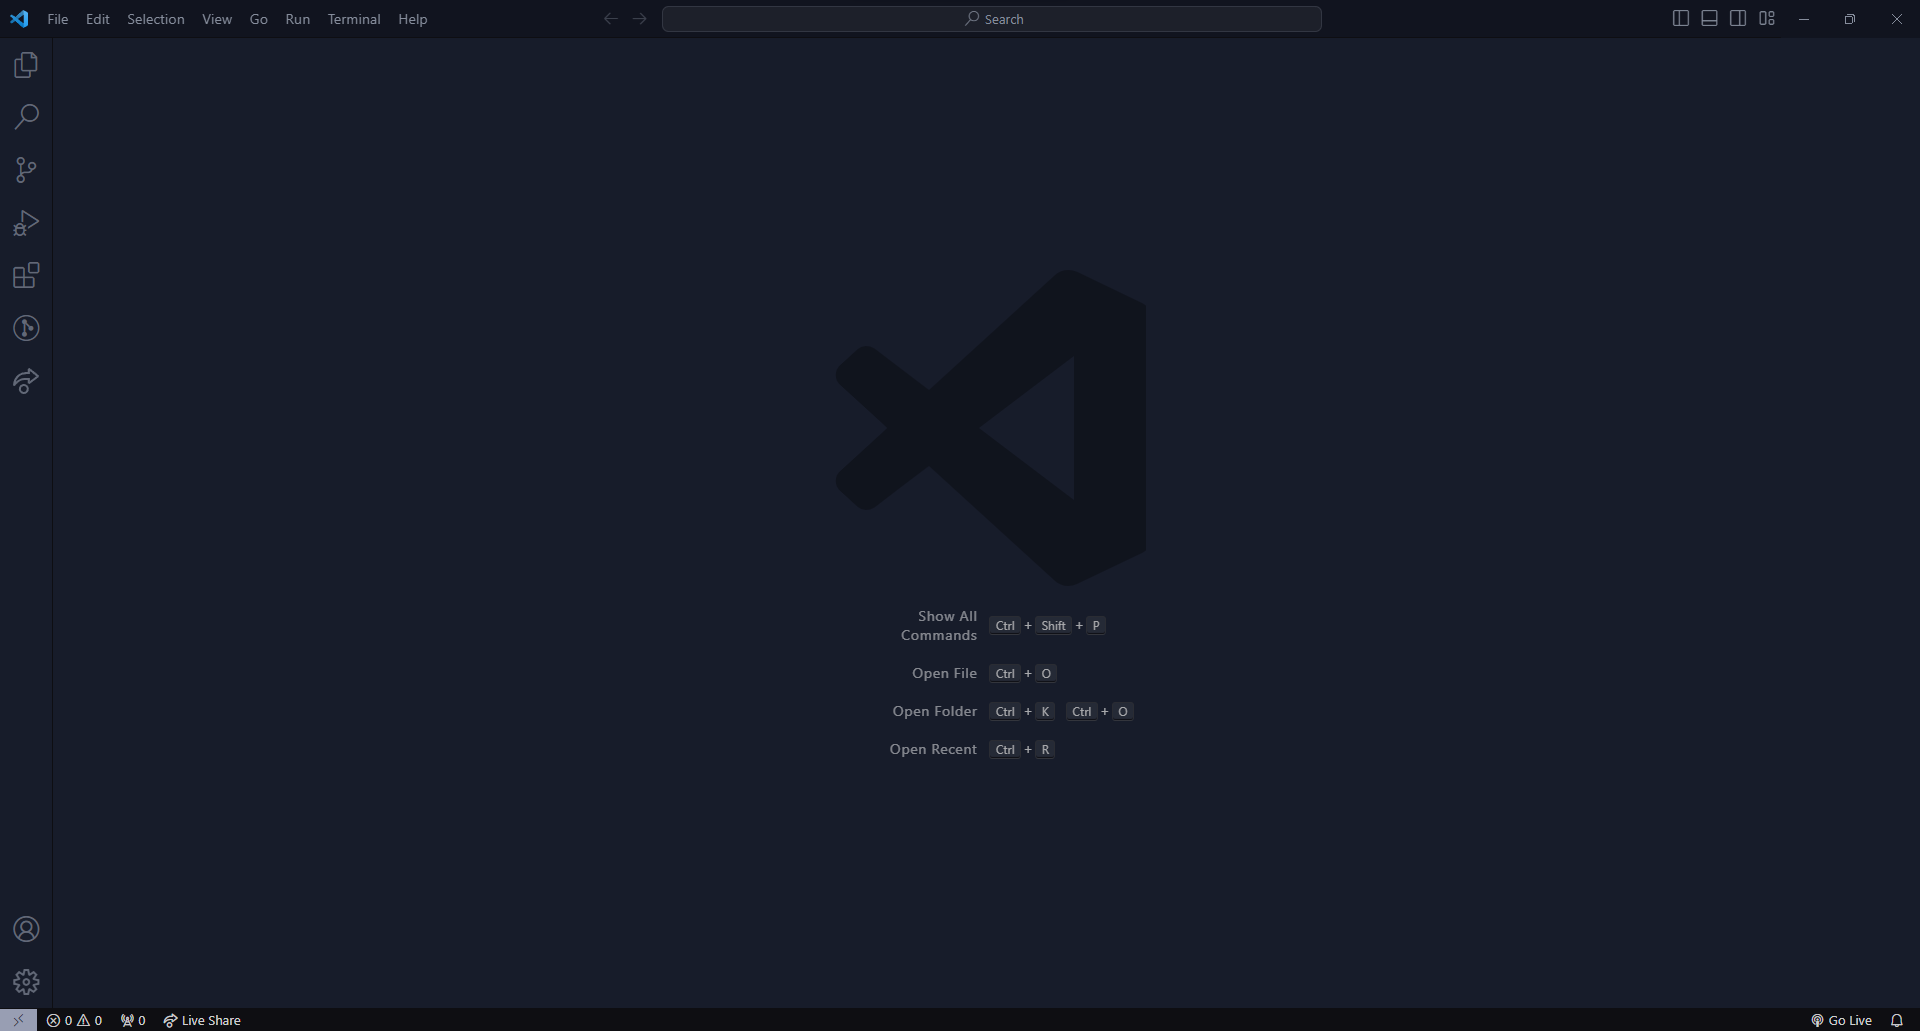 File Edit Selection View Go Run Terminal Help Search
Show All
Commands Ctrl + Shift + P
Open File Ctrl + O
Open Folder Ctrl + K Ctrl + O
Open Recent Ctrl + R
0 0 0 Live Share Go Live